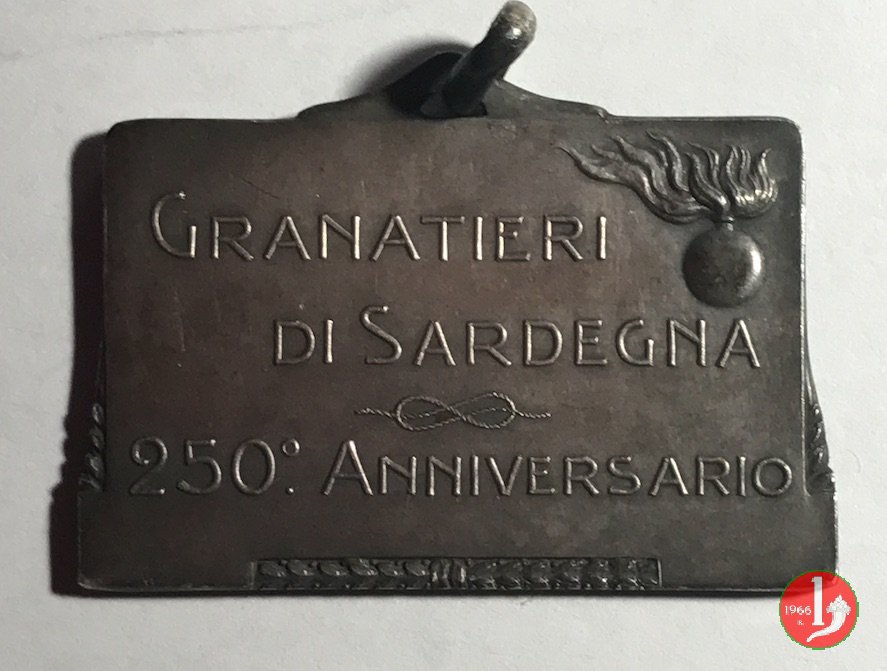 GRANATIERI
DI SARDEGNA
250°. ANNIVERSARIO
1966